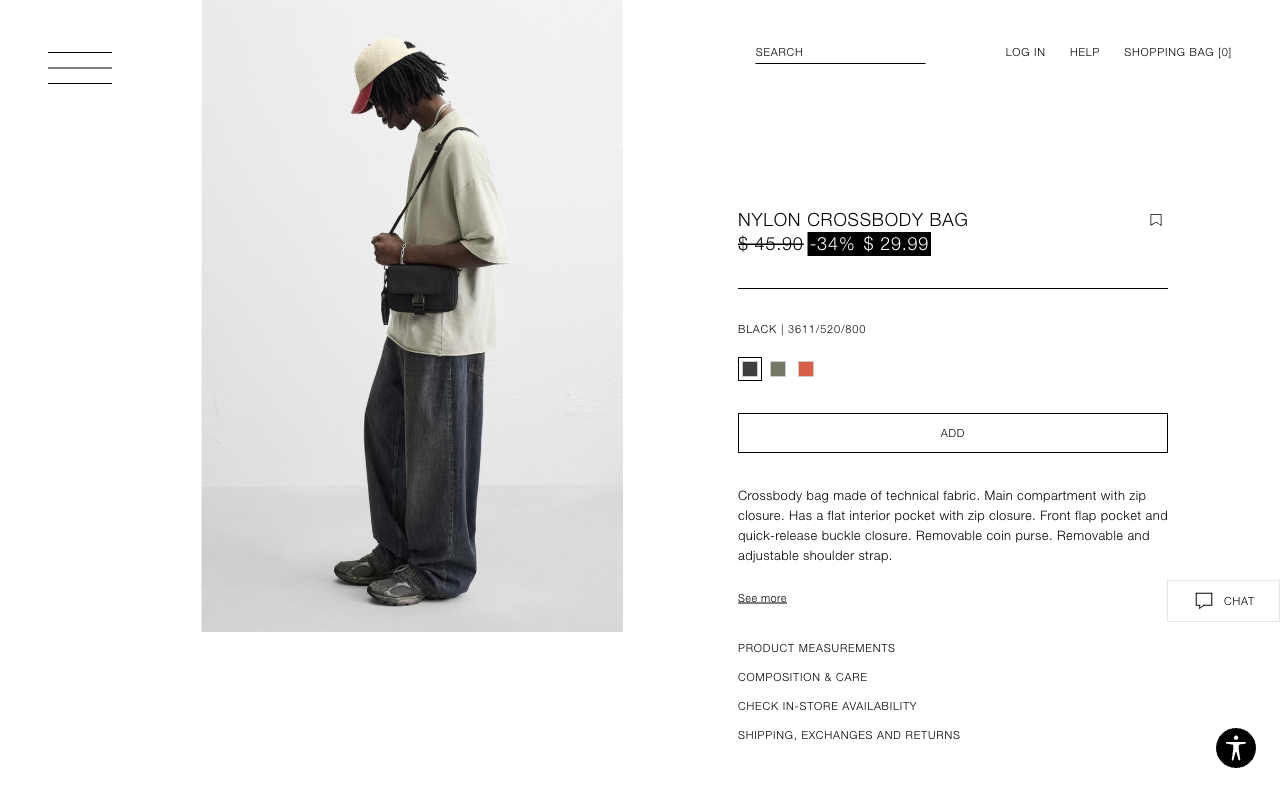 SEARCH
LOG IN
HELP
SHOPPING BAG [0]
NYLON CROSSBODY BAG
$ 45.90 -34% $ 29.99
BLACK | 3611/520/800
ADD
Crossbody bag made of technical fabric. Main compartment with zip
closure. Has a flat interior pocket with zip closure. Front flap pocket and
quick-release buckle closure. Removable coin purse. Removable and
adjustable shoulder strap.
See more
CHAT
PRODUCT MEASUREMENTS
COMPOSITION & CARE
CHECK IN-STORE AVAILABILITY
SHIPPING, EXCHANGES AND RETURNS